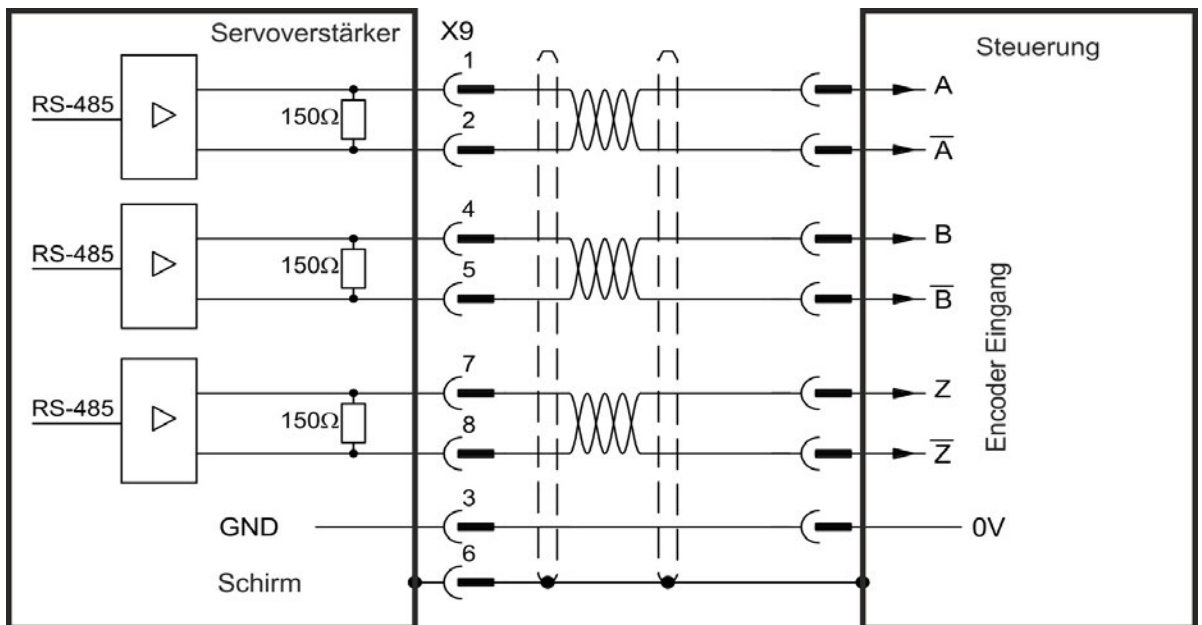 Servoverstärker
X9
Steuerung
1
A
RS-485
150Ω
2
A̅
4
B
RS-485
150Ω
5
B̅
7
Z
RS-485
150Ω
8
Z̅
Encoder Eingang
3
GND
0V
6
Schirm